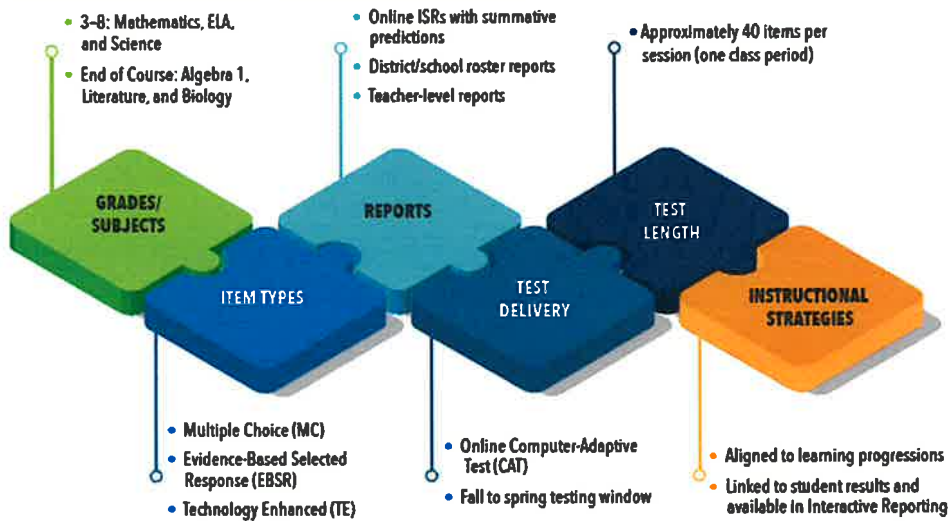 • 3–8: Mathematics, ELA,
and Science
• End of Course: Algebra 1,
Literature, and Biology
GRADES/
SUBJECTS
ITEM TYPES
• Multiple Choice (MC)
• Evidence-Based Selected
Response (EBSR)
• Technology Enhanced (TE)
• Online ISRs with summative
predictions
• District/school roster reports
• Teacher-level reports
REPORTS
TEST
DELIVERY
• Online Computer-Adaptive
Test (CAT)
• Fall to spring testing window
• Approximately 40 items per
session (one class period)
TEST
LENGTH
INSTRUCTIONAL
STRATEGIES
• Aligned to learning progressions
• Linked to student results and
available in Interactive Reporting